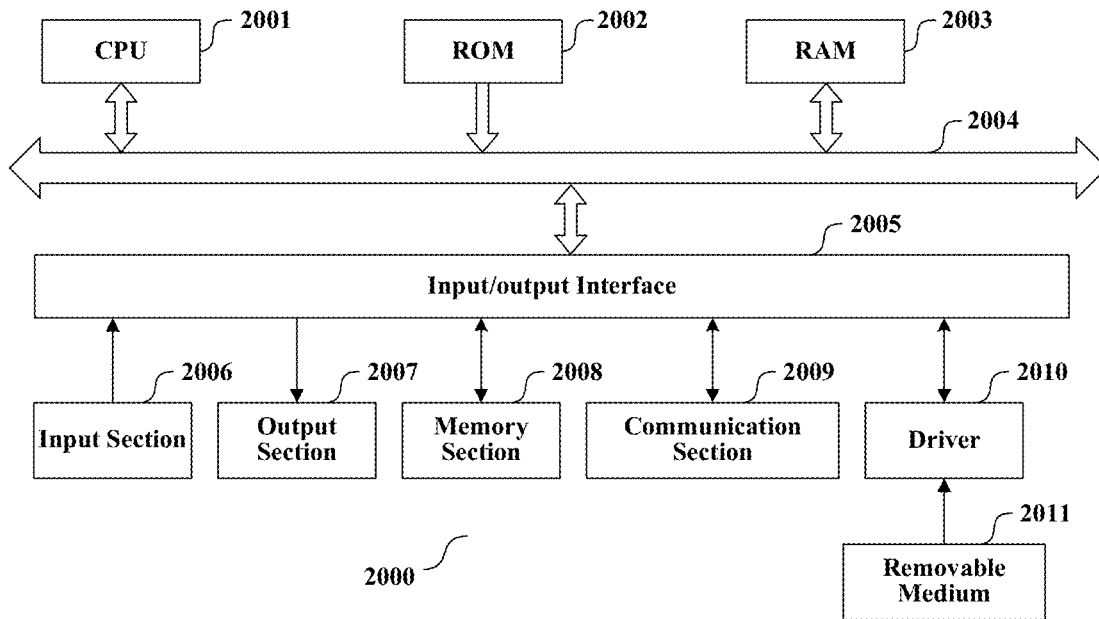 2001
2002
2003
CPU
ROM
RAM
2004
2005
Input/output Interface
2006
2007
2008
2009
2010
Input Section
Output
Section
Memory
Section
Communication
Section
Driver
2011
2000
Removable
Medium